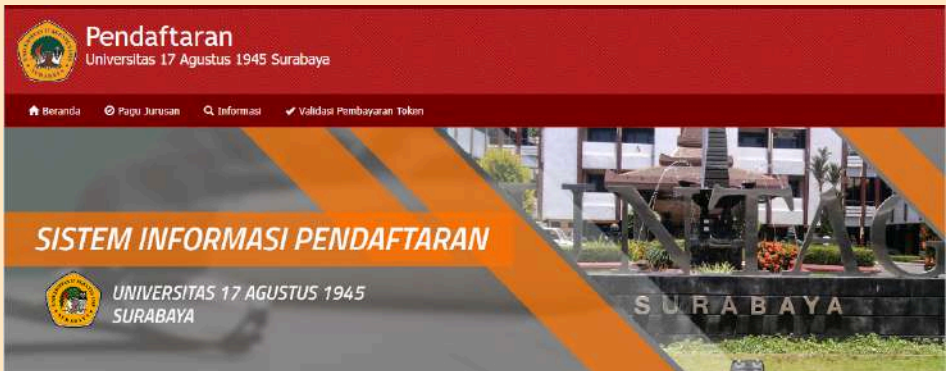 Pendaftaran
Universitas 17 Agustus 1945 Surabaya
Beranda Pagu Jurusan Informasi Validasi Pembayaran Token
SISTEM INFORMASI PENDAFTARAN
UNIVERSITAS 17 AGUSTUS 1945
SURABAYA
UNTAG
SURABAYA